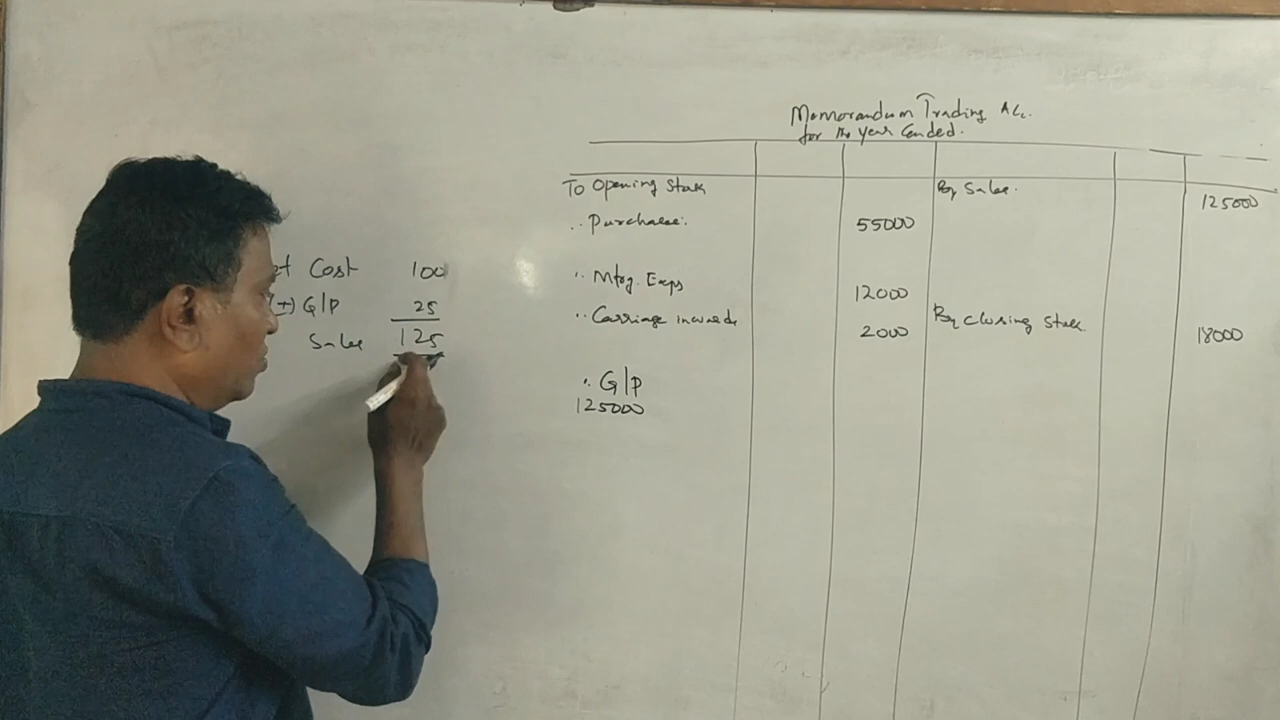 Memorandum Trading A/c.
for the year ended.
To Opening Stock
By Sales.
125000
" Purchases:
55000
" Mfrg. Exps
12000
" Carriage inwards
2000
By closing stock
18000
" G/P
125000
Cost 100
(+) G/P 25
Sales 125